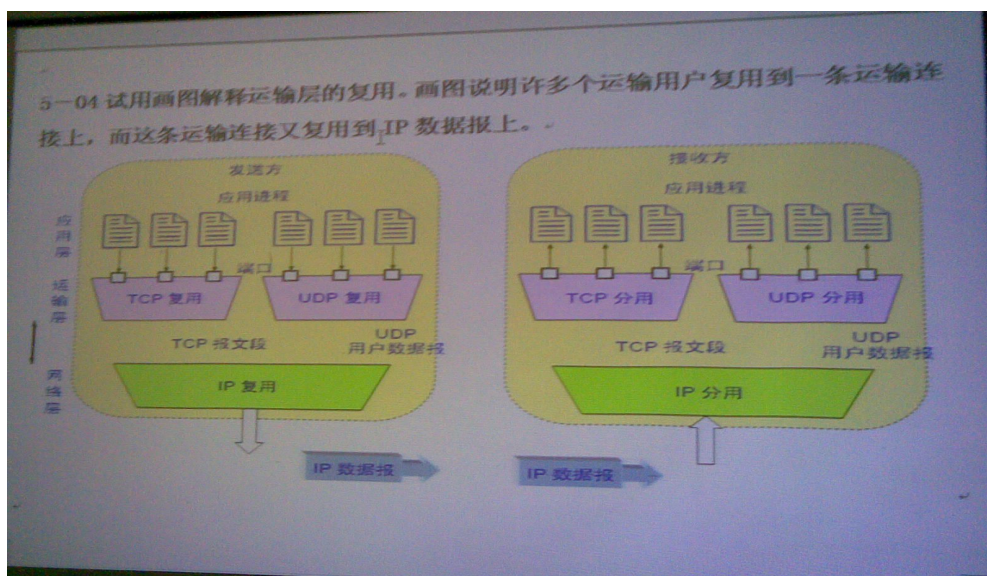 5－04 试用画图解释运输层的复用。画图说明许多个运输用户复用到一条运输连
接上，而这条运输连接又复用到 IP 数据报上。
发送方
应用进程
应用层
端口
运输层
TCP 复用
UDP 复用
TCP 报文段
UDP
用户数据报
网络层
IP 复用
IP 数据报
接收方
应用进程
端口
TCP 分用
UDP 分用
TCP 报文段
UDP
用户数据报
IP 分用
IP 数据报